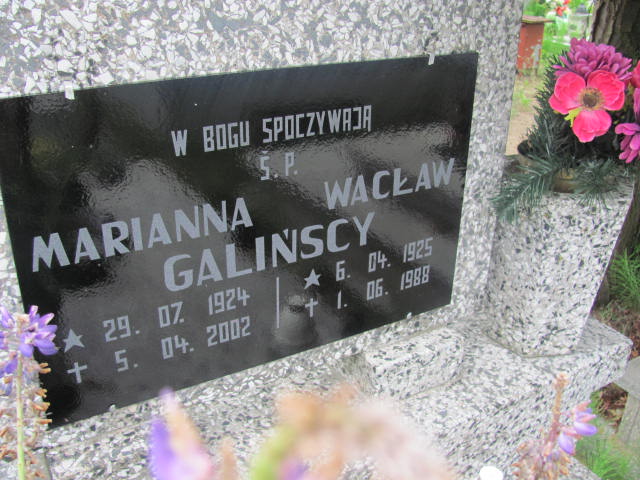 W BOGU SPOCZYWAJĄ
Ś. P.
MARIANNA WACŁAW
GALIŃSCY
★ 29. 07. 1924 ★ 6. 04. 1925
✝ 5. 04. 2002 ✝ 1. 06. 1988